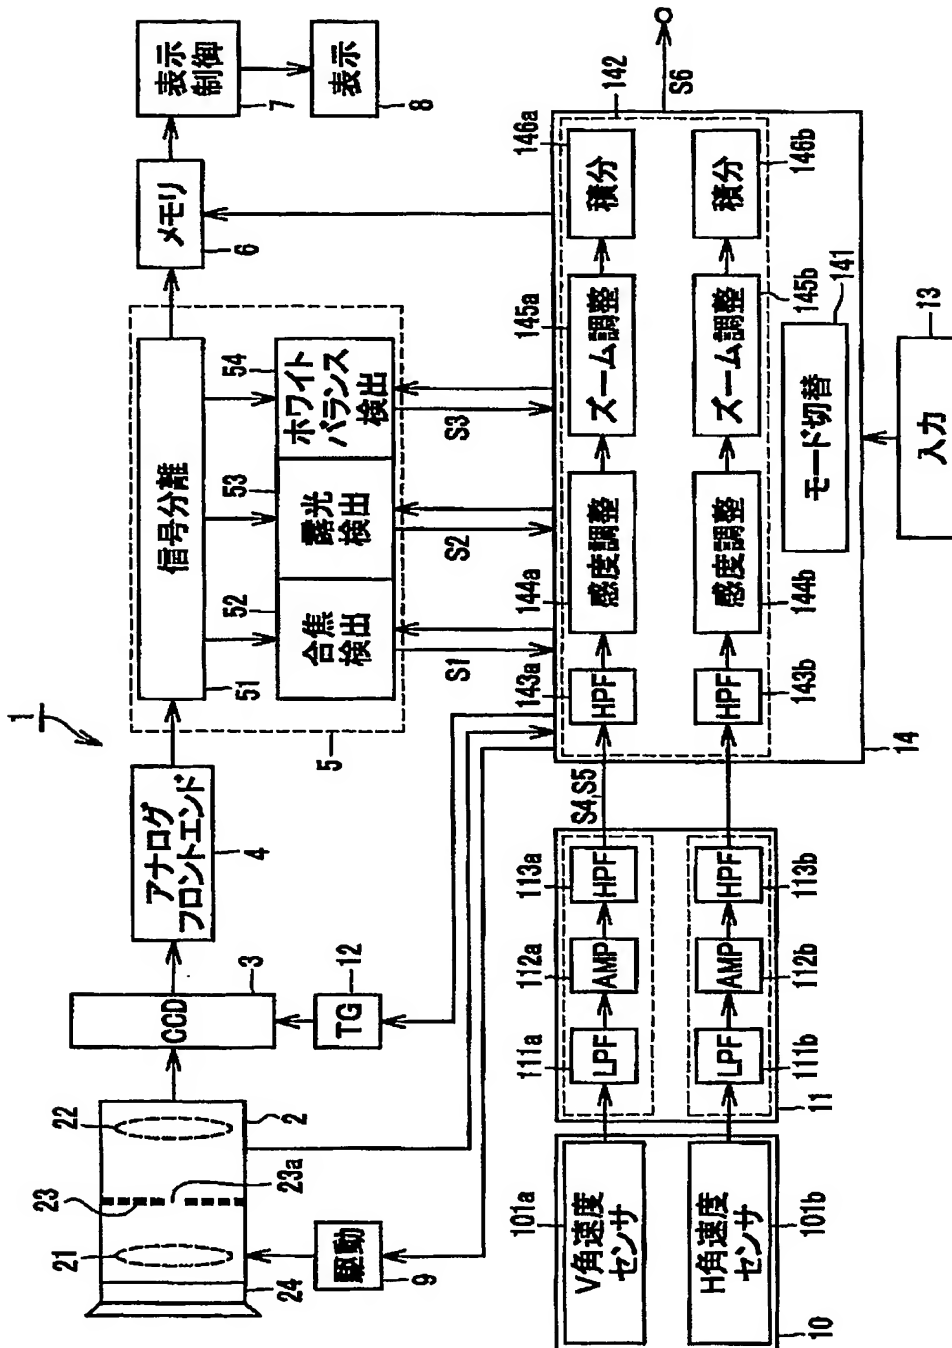 1
21
23
22
23a
24
2
駆動
9
CCD
3
TG
12
アナログ
フロントエンド
4
信号分離
51
合焦
検出
52
露光
検出
53
ホワイト
バランス
検出
54
5
S1
S2
S3
メモリ
6
表示
制御
7
表示
8
V角速度
センサ
101a
H角速度
センサ
101b
10
LPF
111a
AMP
112a
HPF
113a
LPF
111b
AMP
112b
HPF
113b
11
S4,S5
HPF
143a
感度調整
144a
ズーム調整
145a
積分
146a
142
HPF
143b
感度調整
144b
ズーム調整
145b
積分
146b
モード切替
141
14
S6
入力
13